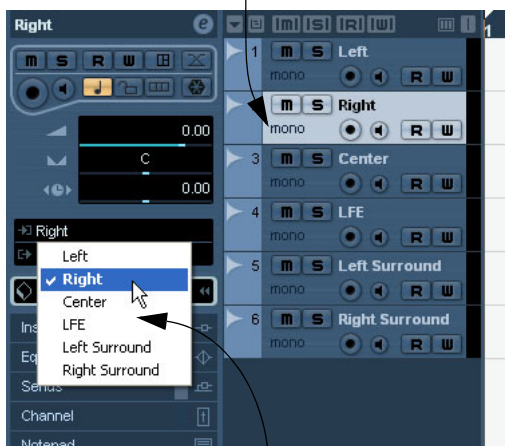 Right e
m S R W
0.00
C
0.00
Right
Left
Right
Center
LFE
Left Surround
Right Surround
Ins
Eq
Sends
Channel
Notepad
m S R W
1 m S Left
mono R W
m S Right
mono R W
3 m S Center
mono R W
4 m S LFE
mono R W
5 m S Left Surround
mono R W
6 m S Right Surround
mono R W
1